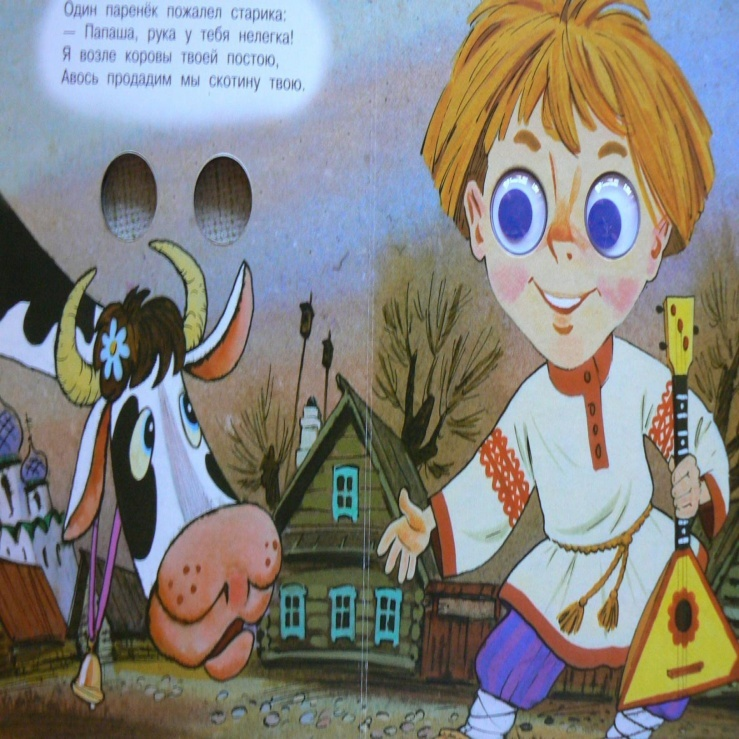 Один паренёк пожалел старика:
— Папаша, рука у тебя нелегка!
Я возле коровы твоей постою,
Авось продадим мы скотину твою.